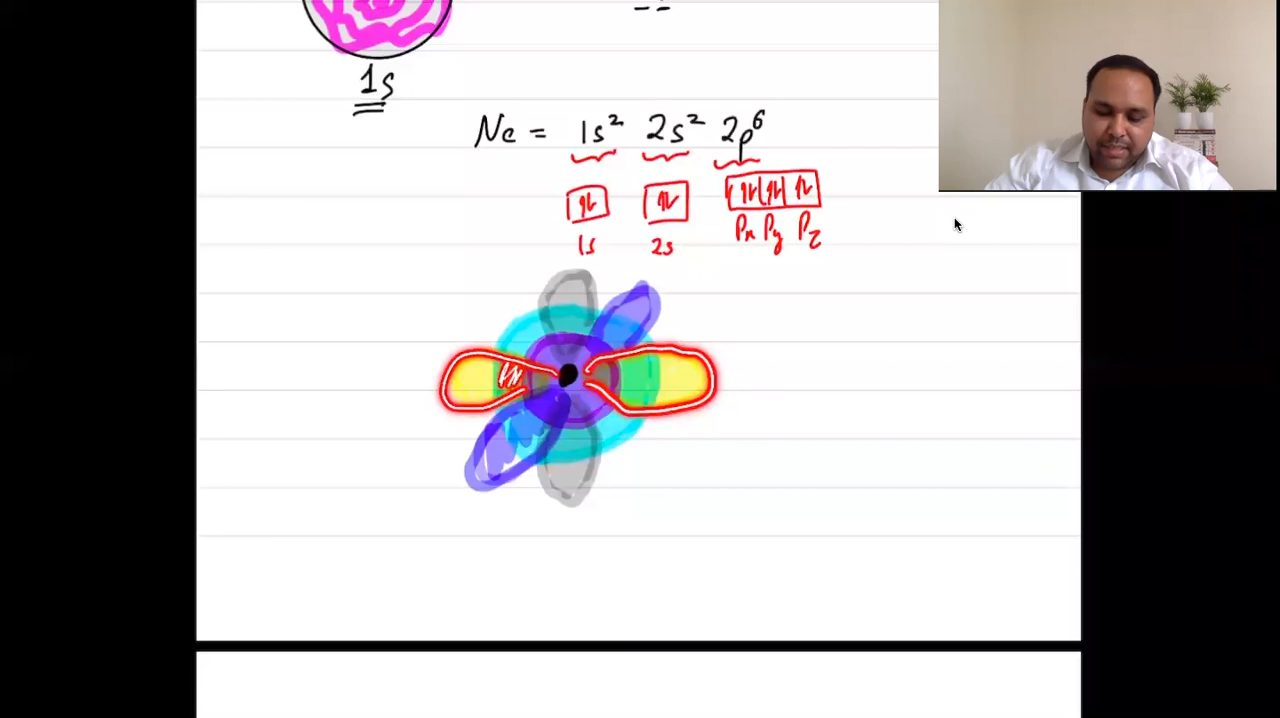 1s
Ne = 1s² 2s² 2p⁶
1s 2s Px Py Pz